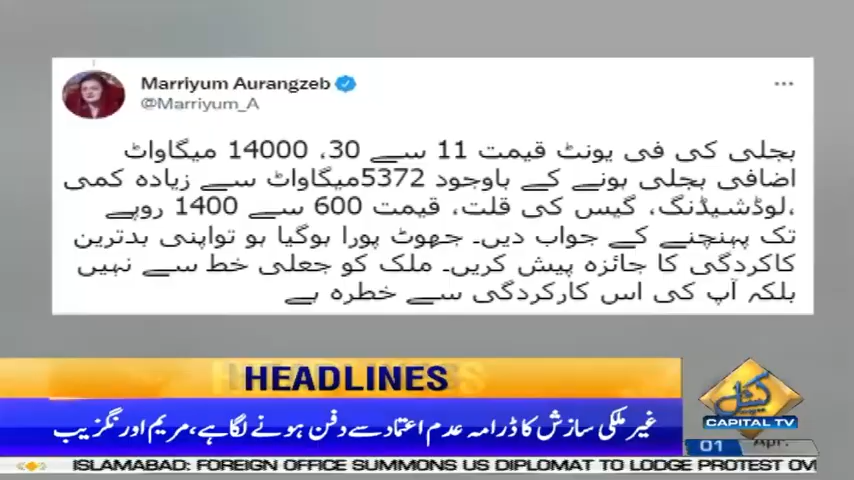 Marriyum Aurangzeb
@Marriyum_A
بجلی کی فی یونٹ قیمت 11 سے 30، 14000 میگاواٹ
اضافی بجلی ہونے کے باوجود 5372میگاواٹ سے زیادہ کمی
،لوڈشیڈنگ، گیس کی قلت، قیمت 600 سے 1400 روپے
تک پہنچنے کے جواب دیں۔ جھوٹ پورا ہوگیا ہو تواپنی بدترین
کاکردگی کا جائزہ پیش کریں۔ ملک کو جعلی خط سے نہیں
بلکہ آپ کی اس کارکردگی سے خطرہ ہے
HEADLINES
غیر ملکی سازش کا ڈرامہ عدم اعتماد سے دفن ہونے لگا ہے، مریم اورنگزیب
CAPITAL TV
01 Apr.
ISLAMABAD: FOREIGN OFFICE SUMMONS US DIPLOMAT TO LODGE PROTEST OV